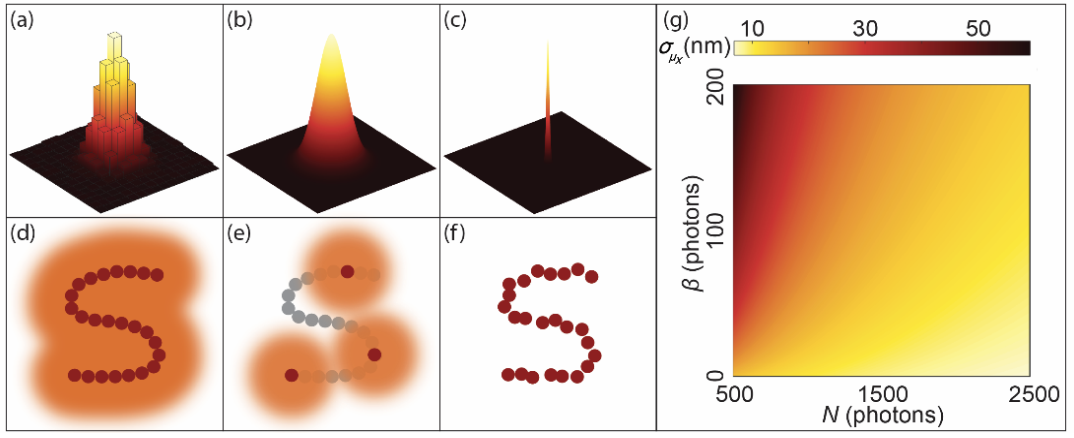 (a)
(b)
(c)
(g)
10
30
50
σμx(nm)
(d)
(e)
(f)
200
100
0
β (photons)
500
1500
2500
N (photons)